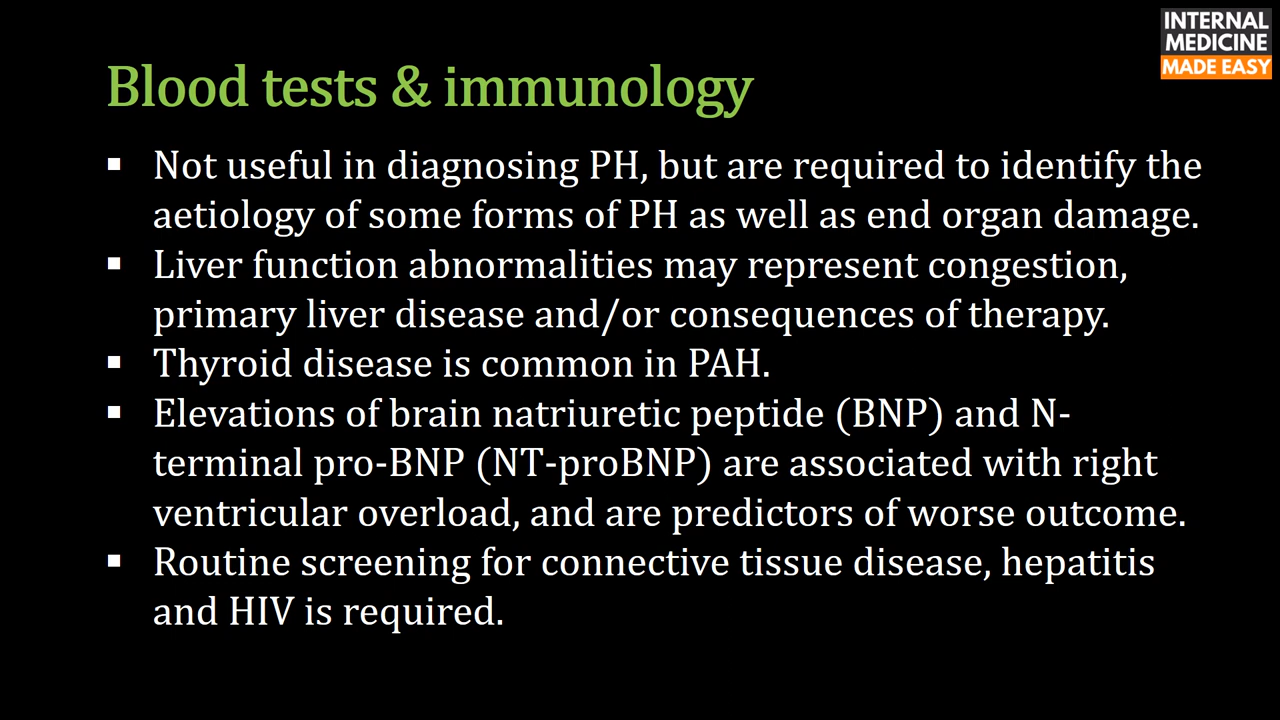 INTERNAL
MEDICINE
MADE EASY
Blood tests & immunology
▪ Not useful in diagnosing PH, but are required to identify the
aetiology of some forms of PH as well as end organ damage.
▪ Liver function abnormalities may represent congestion,
primary liver disease and/or consequences of therapy.
▪ Thyroid disease is common in PAH.
▪ Elevations of brain natriuretic peptide (BNP) and N-
terminal pro-BNP (NT-proBNP) are associated with right
ventricular overload, and are predictors of worse outcome.
▪ Routine screening for connective tissue disease, hepatitis
and HIV is required.